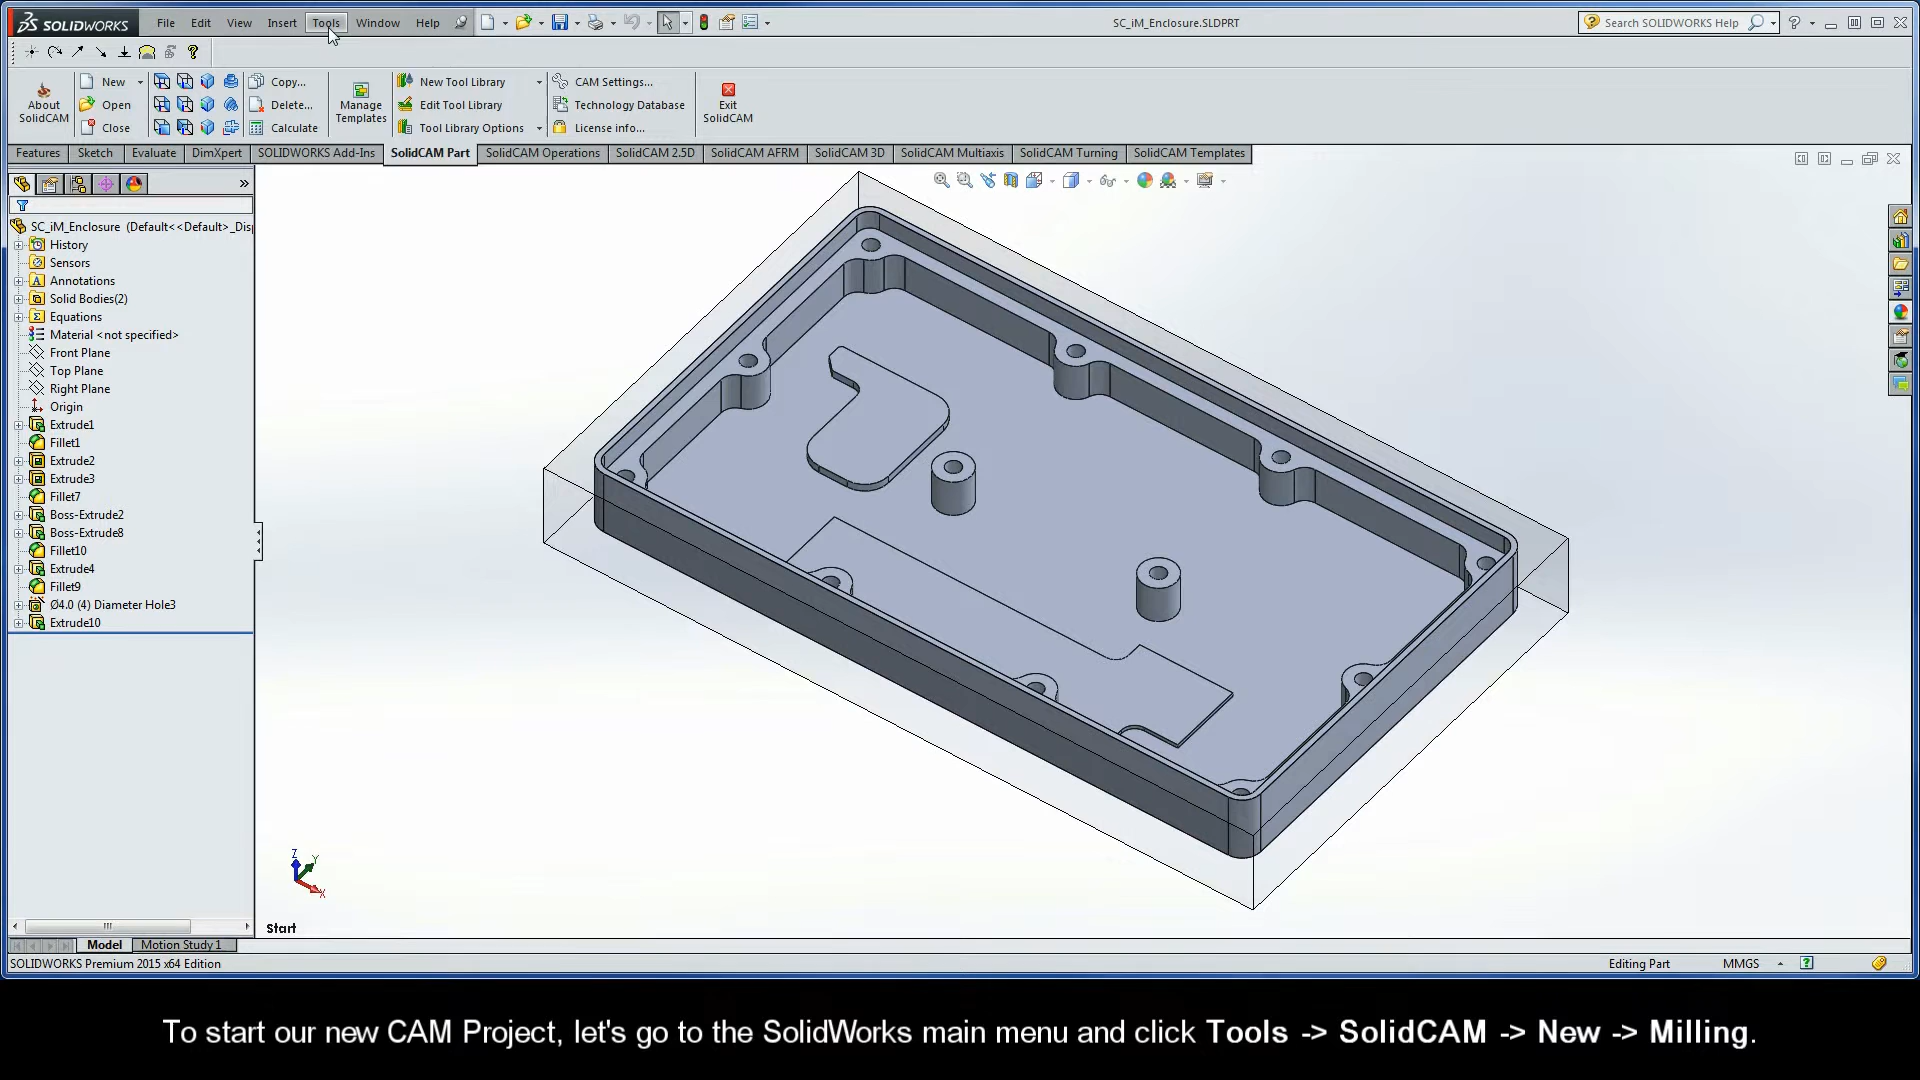 SOLIDWORKS File Edit View Insert Tools Window Help SC_iM_Enclosure.SLDPRT Search SOLIDWORKS Help
About SolidCAM
New
Open
Close
Copy...
Delete...
Calculate
Manage Templates
New Tool Library
Edit Tool Library
Tool Library Options
CAM Settings...
Technology Database
License info...
Exit SolidCAM
Features Sketch Evaluate DimXpert SOLIDWORKS Add-Ins SolidCAM Part SolidCAM Operations SolidCAM 2.5D SolidCAM AFRM SolidCAM 3D SolidCAM Multiaxis SolidCAM Turning SolidCAM Templates
SC_iM_Enclosure (Default<<Default>_Disp
History
Sensors
Annotations
Solid Bodies(2)
Equations
Material <not specified>
Front Plane
Top Plane
Right Plane
Origin
Extrude1
Fillet1
Extrude2
Extrude3
Fillet7
Boss-Extrude2
Boss-Extrude8
Fillet10
Extrude4
Fillet9
Ø4.0 (4) Diameter Hole3
Extrude10
Z
Y
X
Start
Model Motion Study 1
SOLIDWORKS Premium 2015 x64 Edition Editing Part MMGS
To start our new CAM Project, let's go to the SolidWorks main menu and click Tools -> SolidCAM -> New -> Milling.